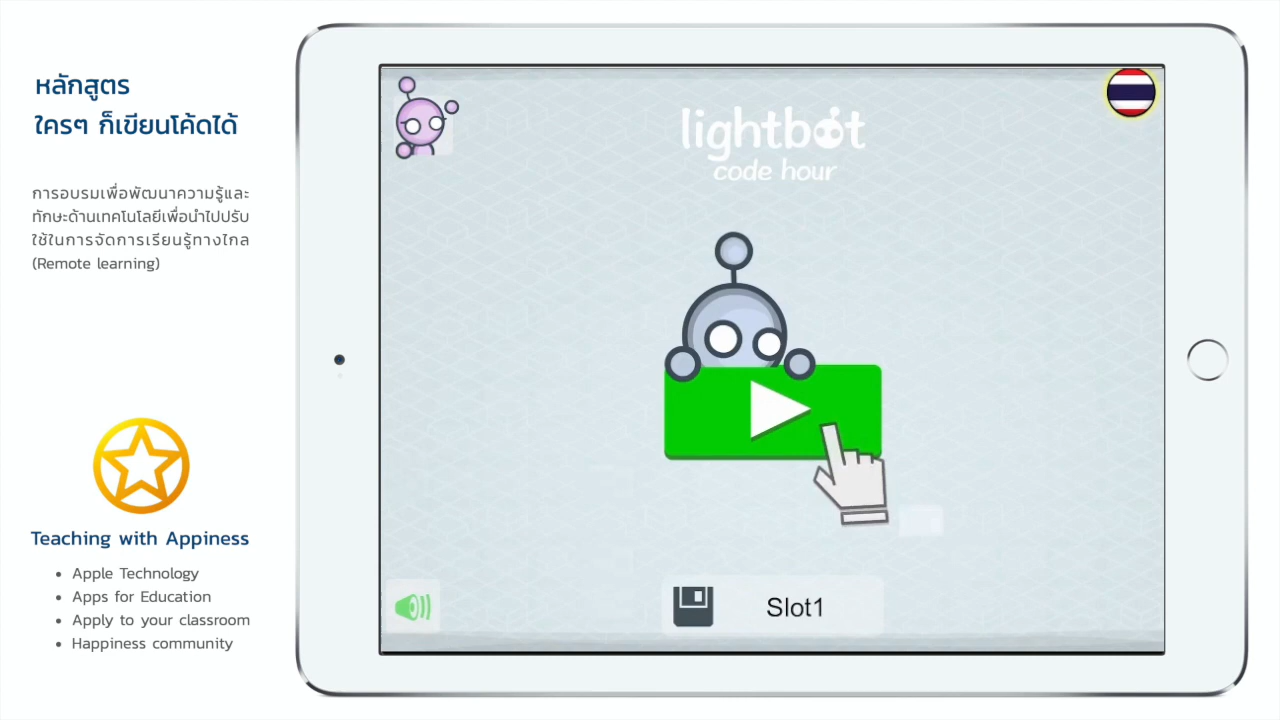 หลักสูตร
ใครๆ ก็เขียนโค้ดได้
การอบรมเพื่อพัฒนาความรู้และ
ทักษะด้านเทคโนโลยีเพื่อนำไปปรับ
ใช้ในการจัดการเรียนรู้ทางไกล
(Remote learning)
Teaching with Appiness
• Apple Technology
• Apps for Education
• Apply to your classroom
• Happiness community
lightbot
code hour
Slot1